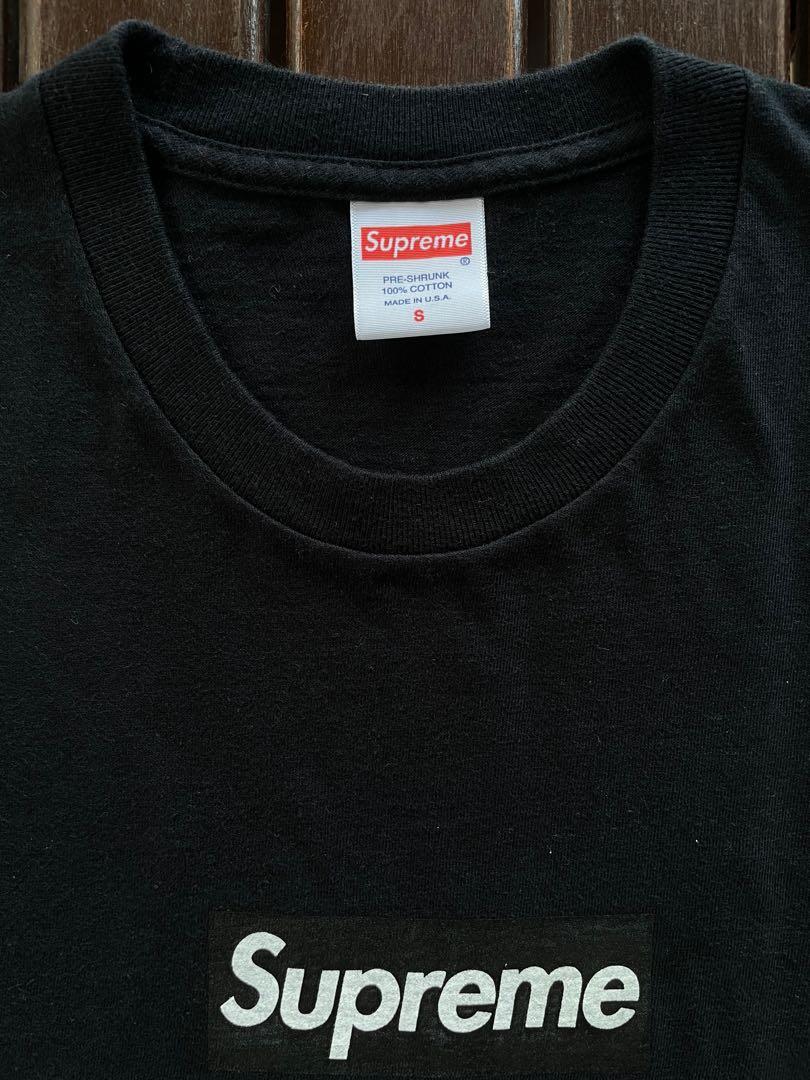 Supreme
®
PRE-SHRUNK
100% COTTON
MADE IN U.S.A.
S
Supreme